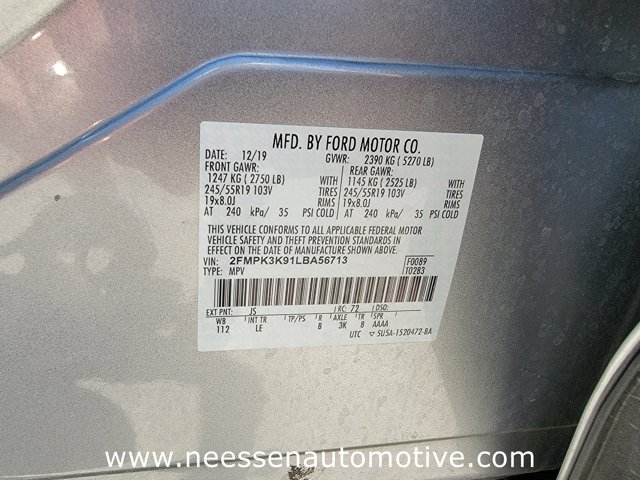 MFD. BY FORD MOTOR CO.
DATE: 12/19 GVWR: 2390 KG ( 5270 LB)
FRONT GAWR: REAR GAWR:
1247 KG ( 2750 LB) WITH 1145 KG ( 2525 LB) WITH
245/55R19 103V TIRES 245/55R19 103V TIRES
19x8.0J RIMS 19x8.0J RIMS
AT 240 kPa/ 35 PSI COLD AT 240 kPa/ 35 PSI COLD
THIS VEHICLE CONFORMS TO ALL APPLICABLE FEDERAL MOTOR
VEHICLE SAFETY AND THEFT PREVENTION STANDARDS IN
EFFECT ON THE DATE OF MANUFACTURE SHOWN ABOVE.
VIN: 2FMPK3K91LBA56713 F0089
TYPE: MPV T0283
EXT PNT: JS RC: 72 DSO:
WB INT TR TP/PS R AXLE TR SPR
112 LE B 3K 8 AAAA
UTC ▽ 5U5A-1520472-BA
www.neessenautomotive.com